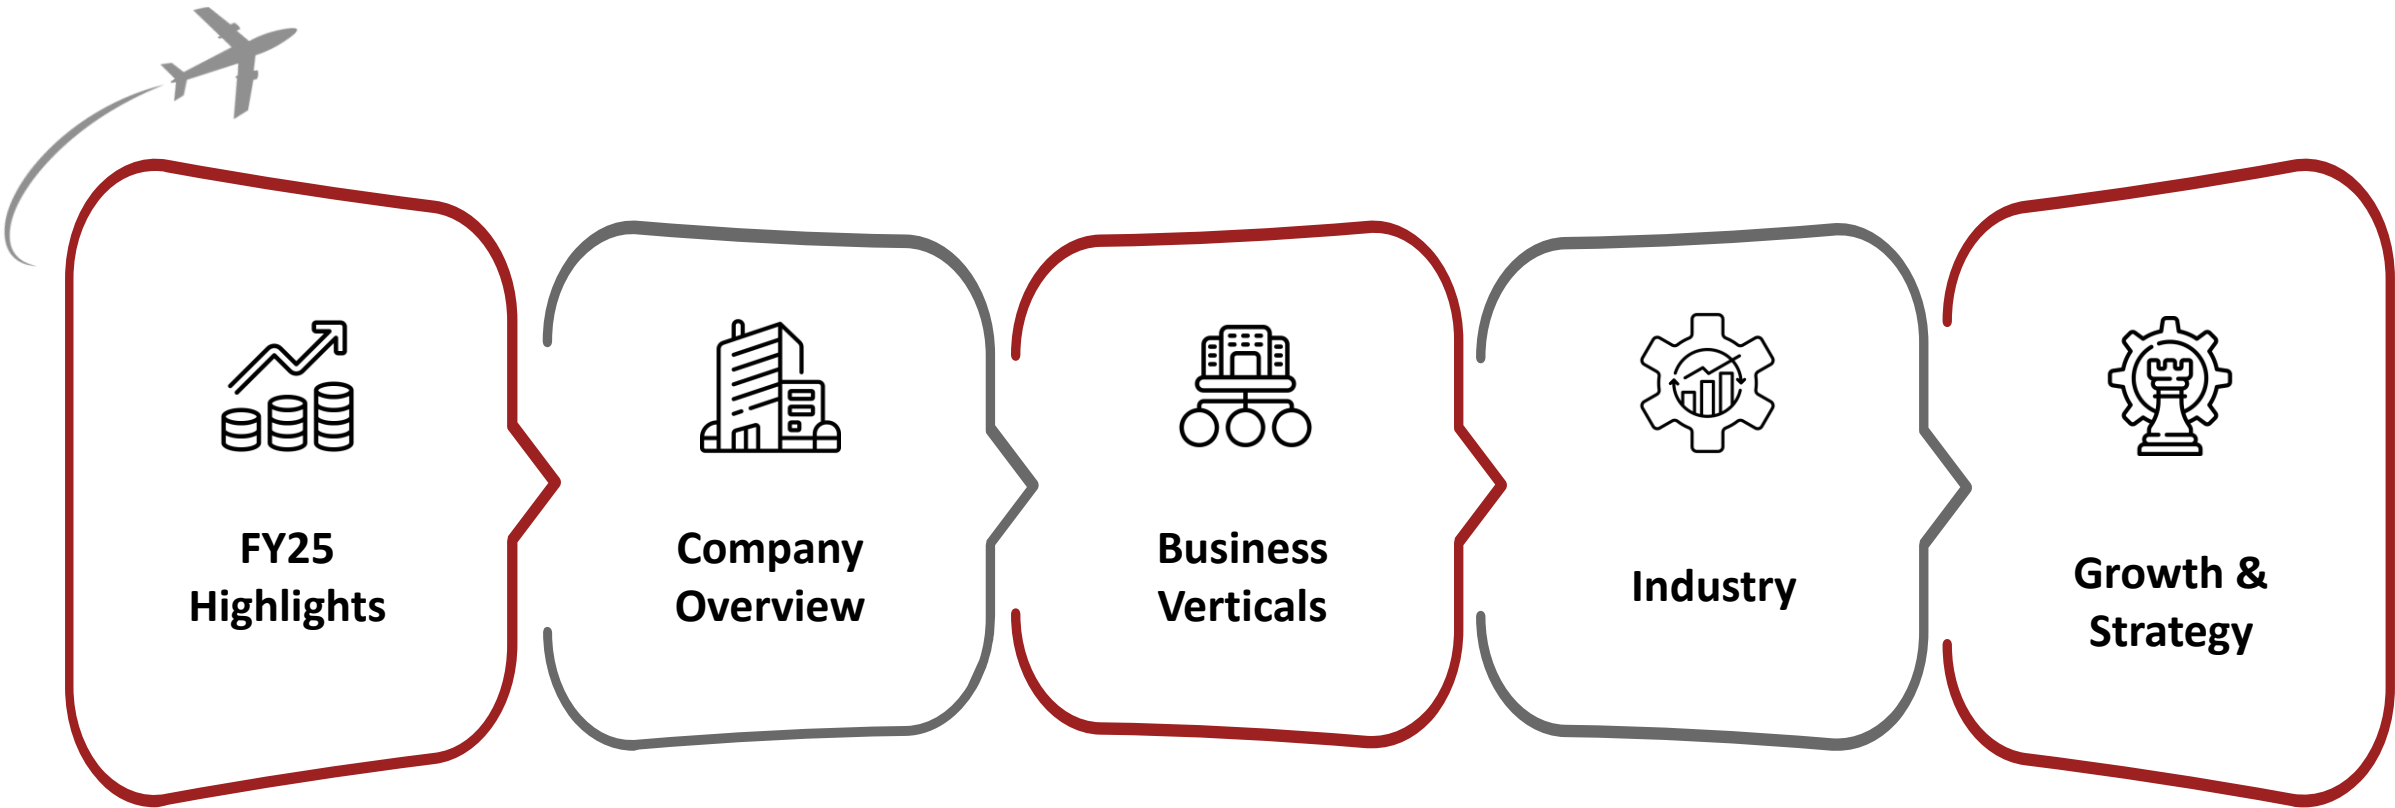 FY25
Highlights
Company
Overview
Business
Verticals
Industry
Growth &
Strategy